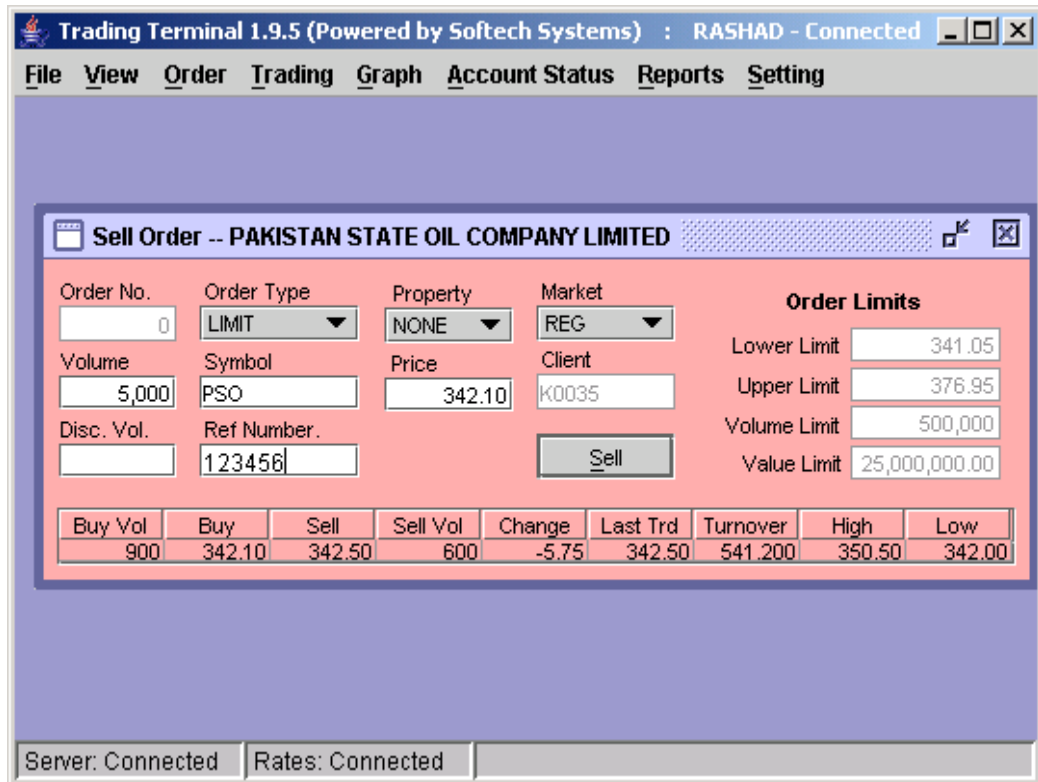 Trading Terminal 1.9.5 (Powered by Softech Systems) : RASHAD - Connected
File View Order Trading Graph Account Status Reports Setting
Sell Order -- PAKISTAN STATE OIL COMPANY LIMITED
Order No. Order Type Property Market Order Limits
0 LIMIT NONE REG
Lower Limit 341.05
Volume Symbol Price Client
Upper Limit 376.95
5,000 PSO 342.10 K0035
Disc. Vol. Ref Number. Volume Limit 500,000
123456 Sell Value Limit 25,000,000.00
Buy Vol Buy Sell Sell Vol Change Last Trd Turnover High Low
900 342.10 342.50 600 -5.75 342.50 541.200 350.50 342.00
Server: Connected Rates: Connected